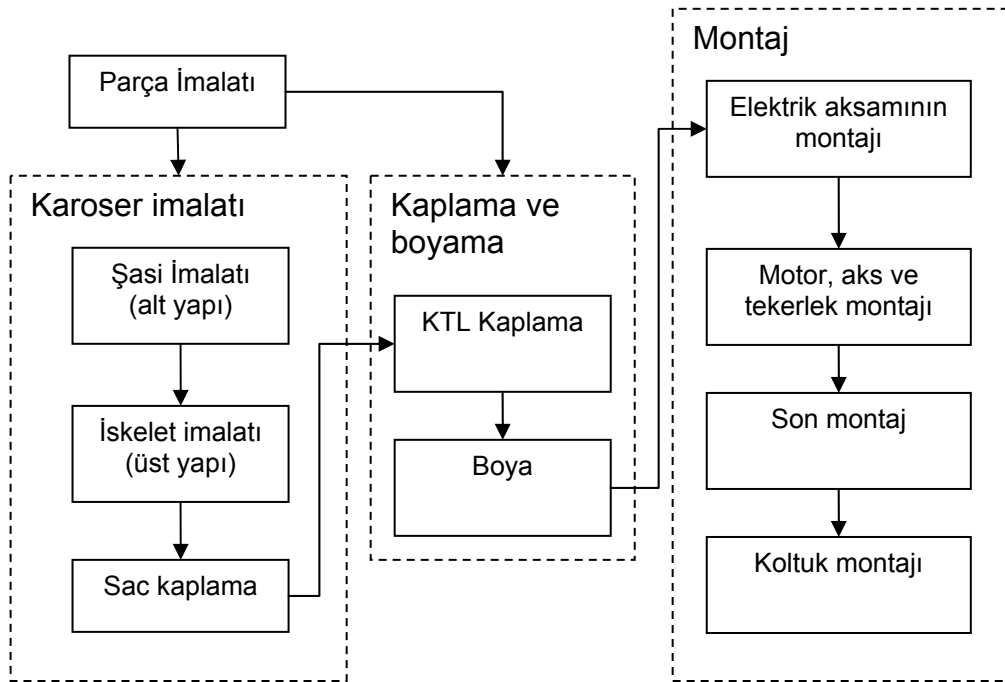 Parça İmalatı
Karoser imalatı
Şasi İmalatı
(alt yapı)
İskelet imalatı
(üst yapı)
Sac kaplama
Kaplama ve
boyama
KTL Kaplama
Boya
Montaj
Elektrik aksamının
montajı
Motor, aks ve
tekerlek montajı
Son montaj
Koltuk montajı